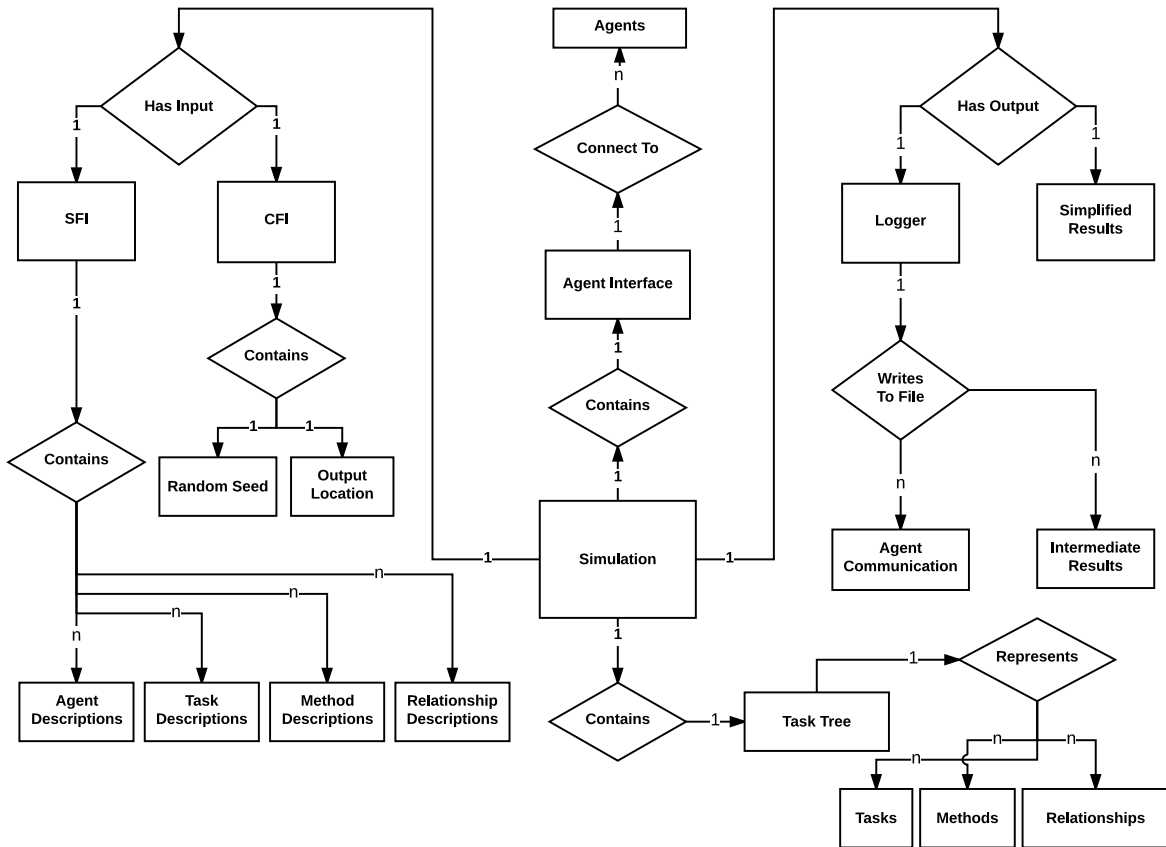 Agents
n
Has Input
Has Output
Connect To
1
1
1
1
1
SFI
CFI
Logger
Simplified
Results
Agent Interface
1
1
1
1
Contains
Writes
To File
Contains
1
1
Contains
n
Random Seed
Output
Location
n
1
1
Simulation
1
Agent
Communication
Intermediate
Results
n
n
n
n
1
Represents
1
Agent
Descriptions
Task
Descriptions
Method
Descriptions
Relationship
Descriptions
Contains
1
Task Tree
n
n
n
Tasks
Methods
Relationships